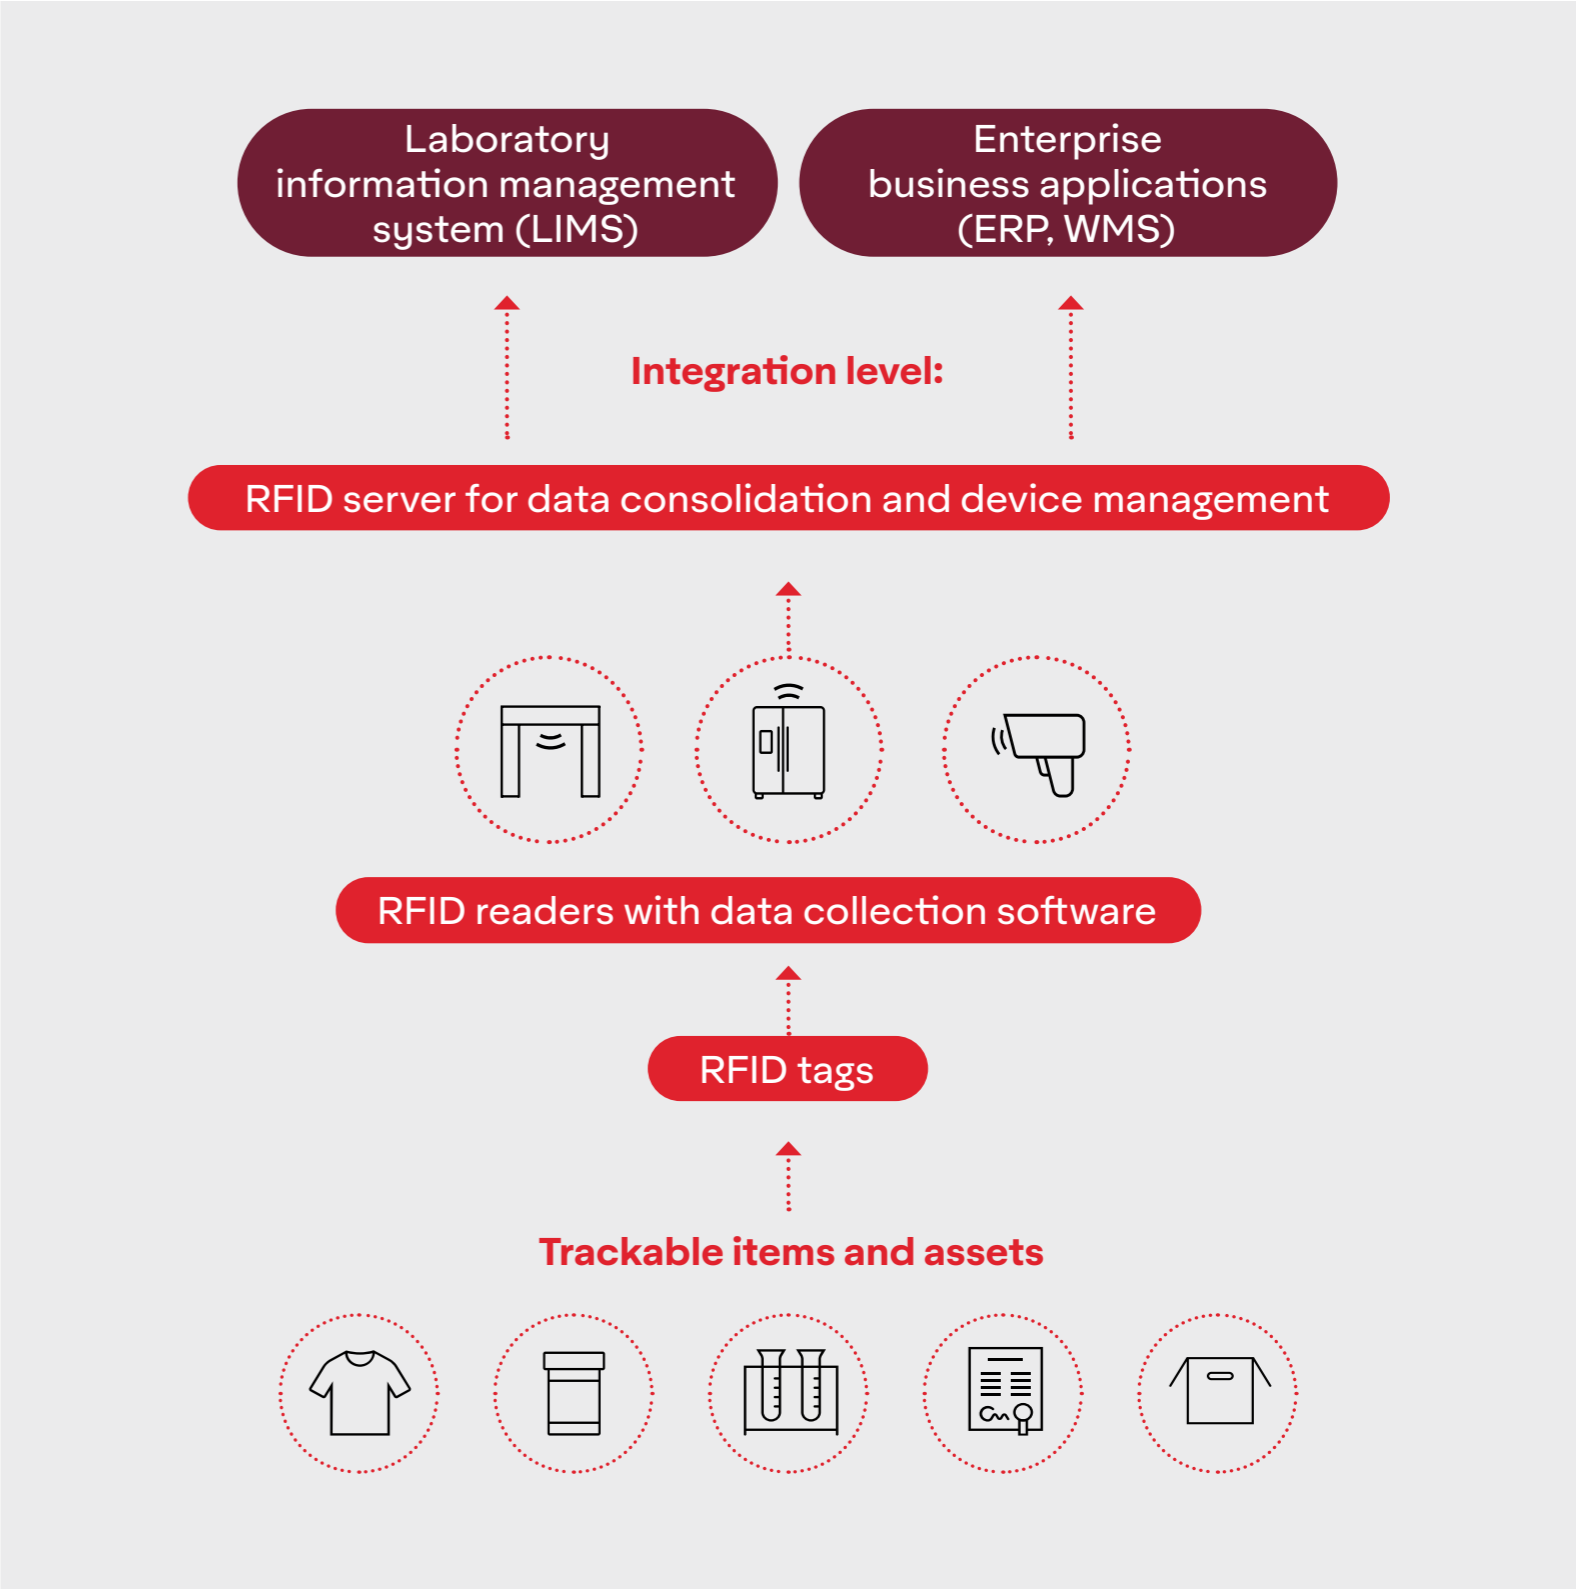 Laboratory
information management
system (LIMS)
Enterprise
business applications
(ERP, WMS)
Integration level:
RFID server for data consolidation and device management
RFID readers with data collection software
RFID tags
Trackable items and assets